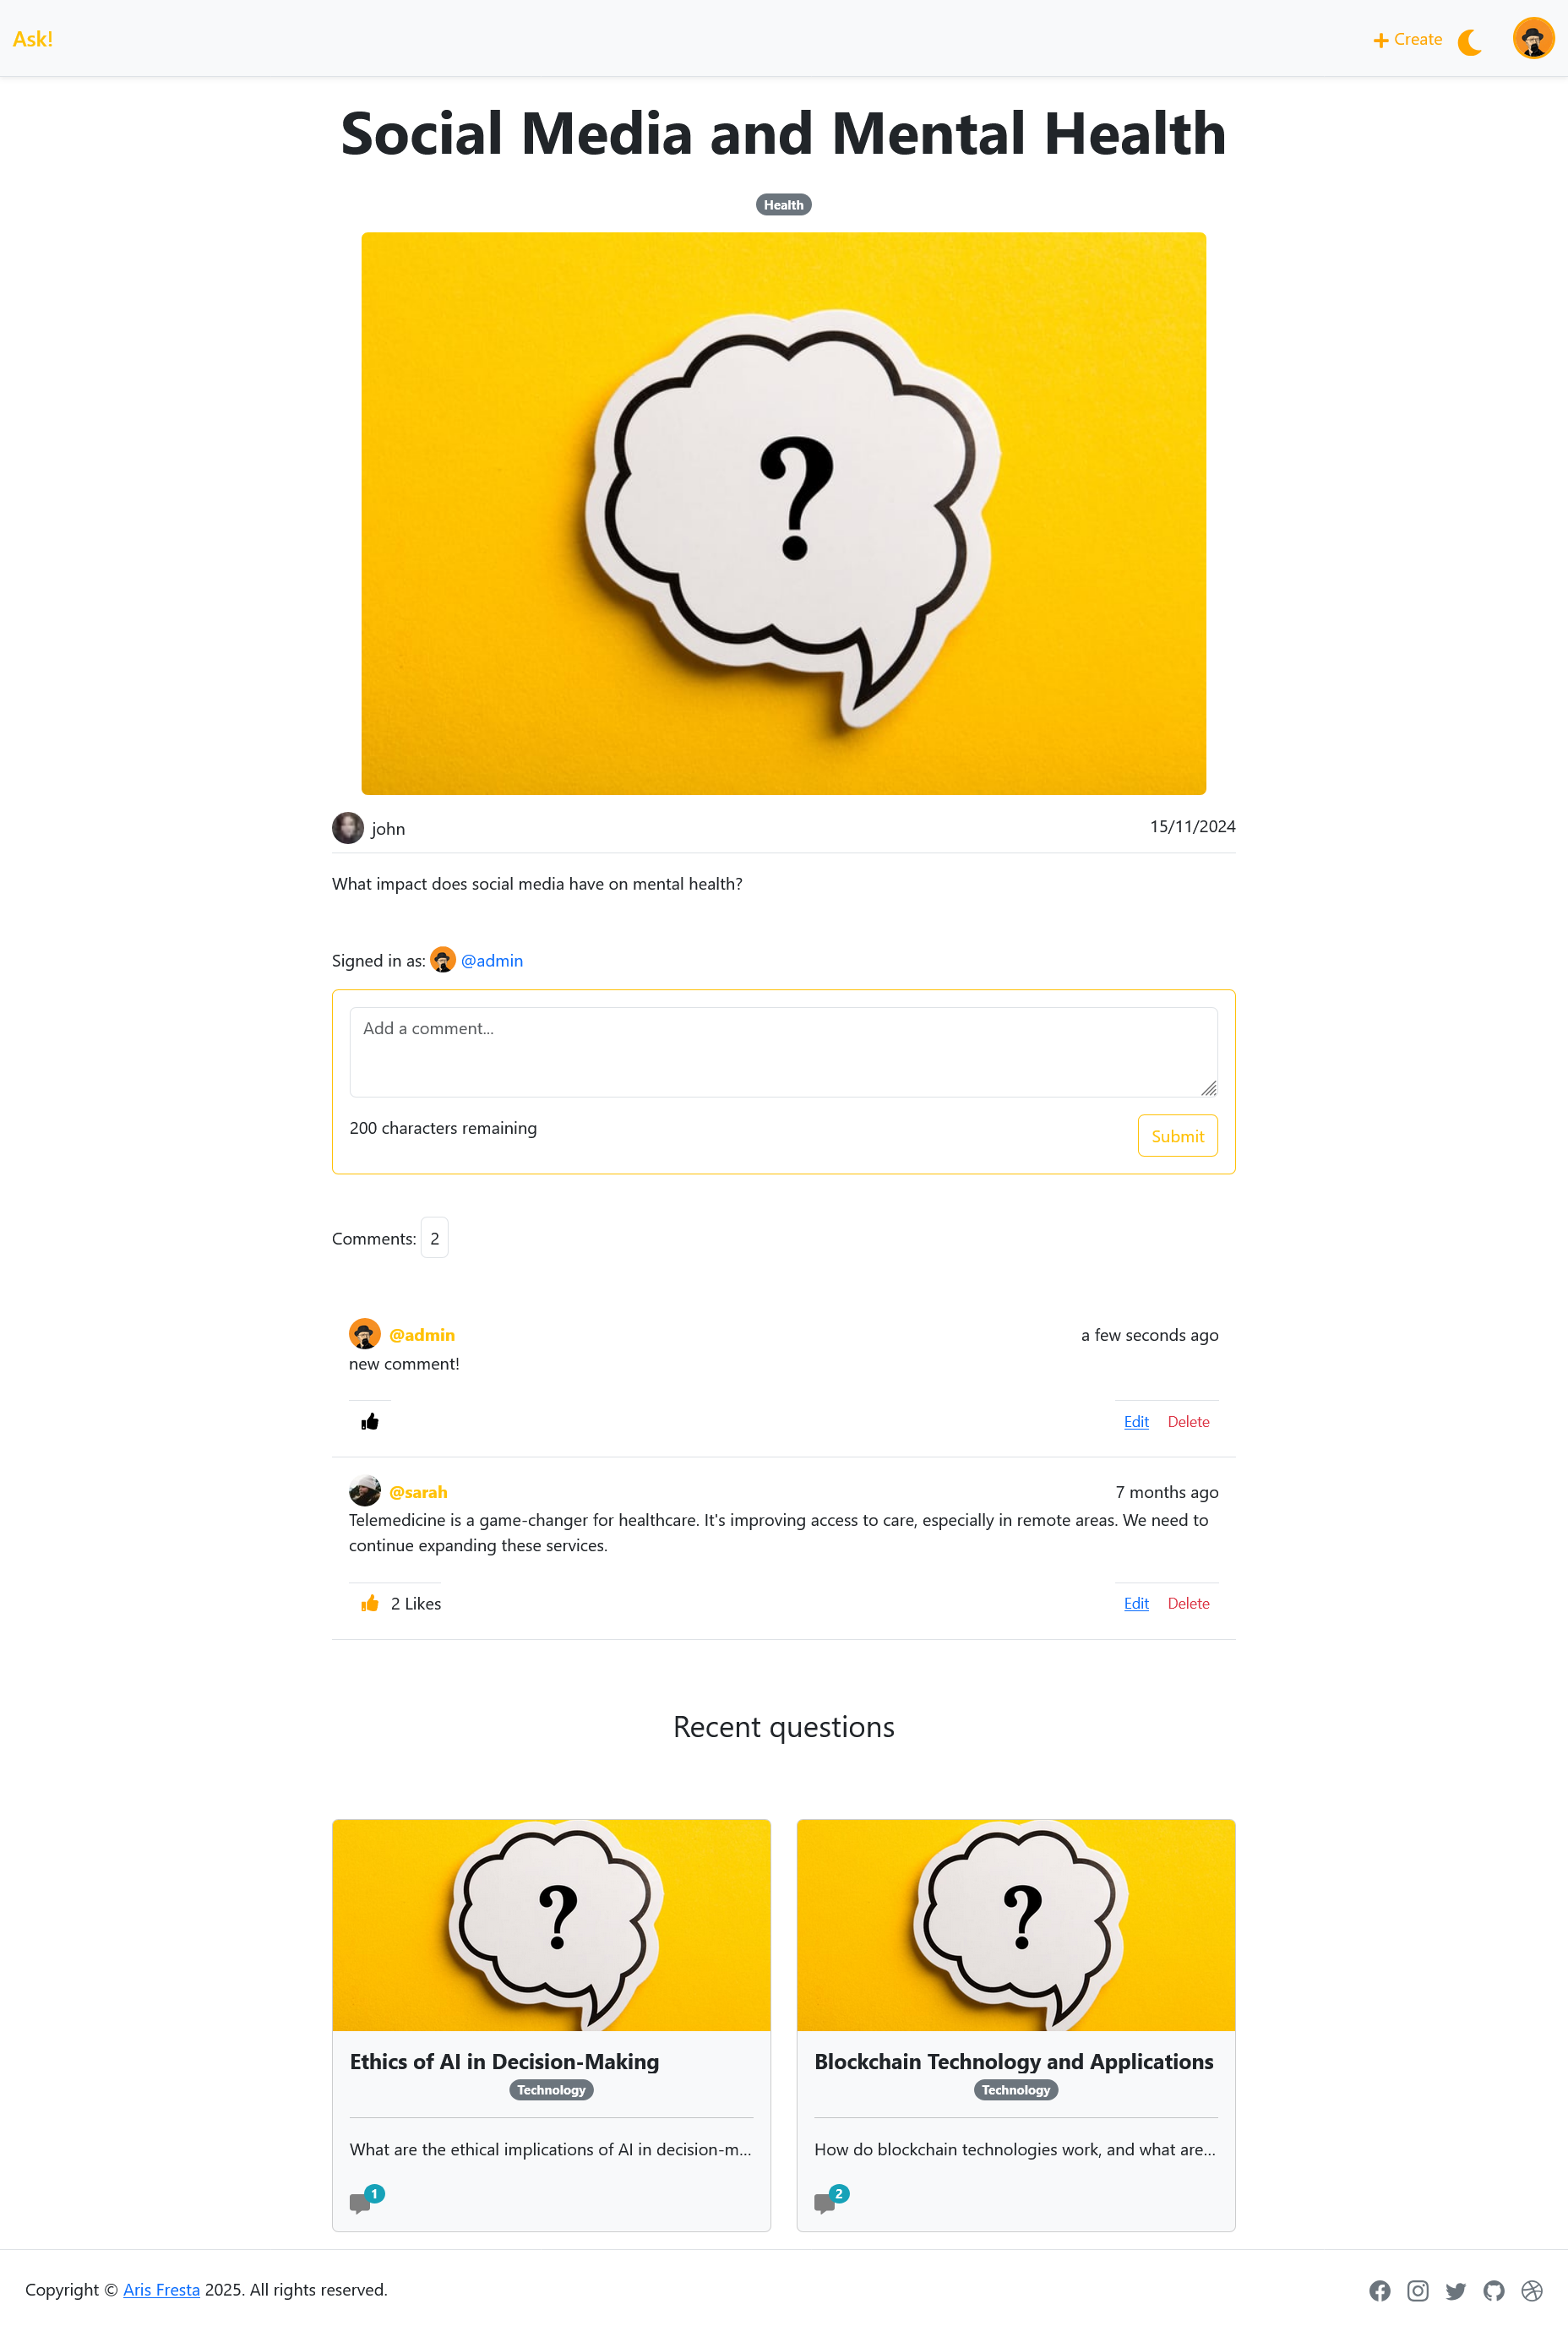 Ask!
Create
Social Media and Mental Health
Health
?
john
15/11/2024
What impact does social media have on mental health?
Signed in as: @admin
Add a comment...
200 characters remaining
Submit
Comments: 2
@admin
a few seconds ago
new comment!
Edit Delete
@sarah
7 months ago
Telemedicine is a game-changer for healthcare. It's improving access to care, especially in remote areas. We need to
continue expanding these services.
2 Likes
Edit Delete
Recent questions
?
Ethics of AI in Decision-Making
Technology
What are the ethical implications of AI in decision-m...
1
?
Blockchain Technology and Applications
Technology
How do blockchain technologies work, and what are...
2
Copyright © Aris Fresta 2025. All rights reserved.